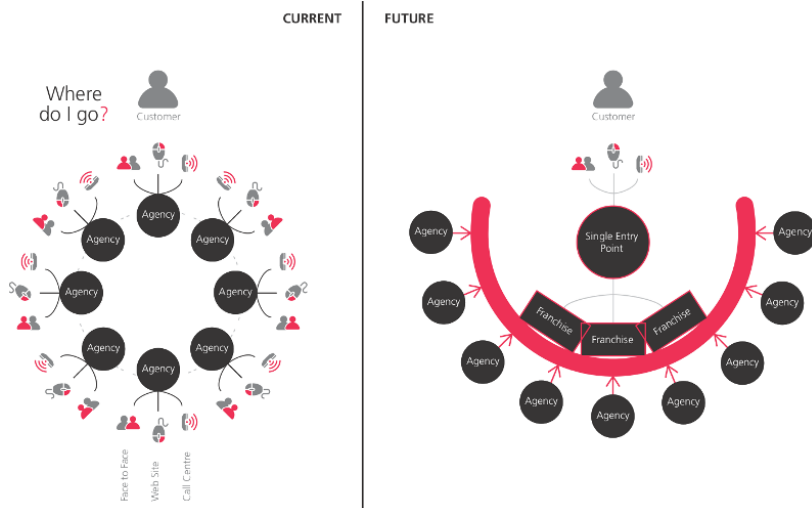 CURRENT
FUTURE
Where
do I go?
Customer
Agency
Agency
Agency
Agency
Agency
Agency
Agency
Agency
Face to Face
Web Site
Call Centre
Customer
Single Entry
Point
Franchise
Franchise
Franchise
Agency
Agency
Agency
Agency
Agency
Agency
Agency
Agency
Agency